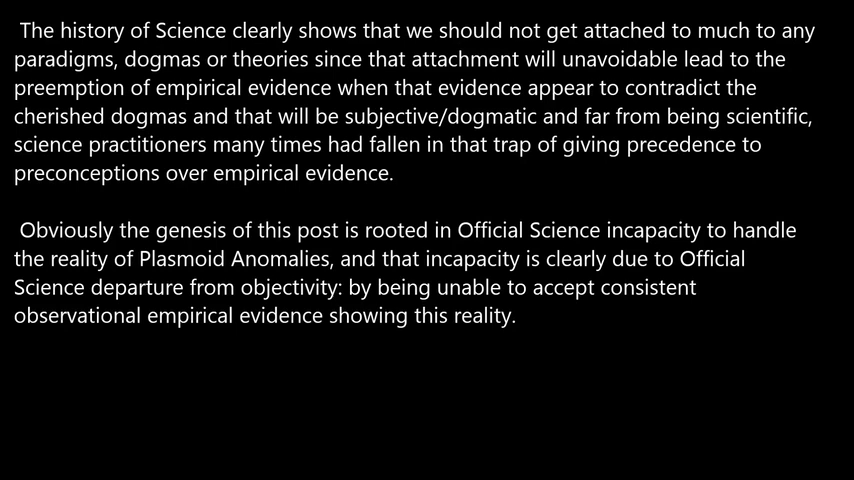 The history of Science clearly shows that we should not get attached to much to any
paradigms, dogmas or theories since that attachment will unavoidable lead to the
preemption of empirical evidence when that evidence appear to contradict the
cherished dogmas and that will be subjective/dogmatic and far from being scientific,
science practitioners many times had fallen in that trap of giving precedence to
preconceptions over empirical evidence.
Obviously the genesis of this post is rooted in Official Science incapacity to handle
the reality of Plasmoid Anomalies, and that incapacity is clearly due to Official
Science departure from objectivity: by being unable to accept consistent
observational empirical evidence showing this reality.